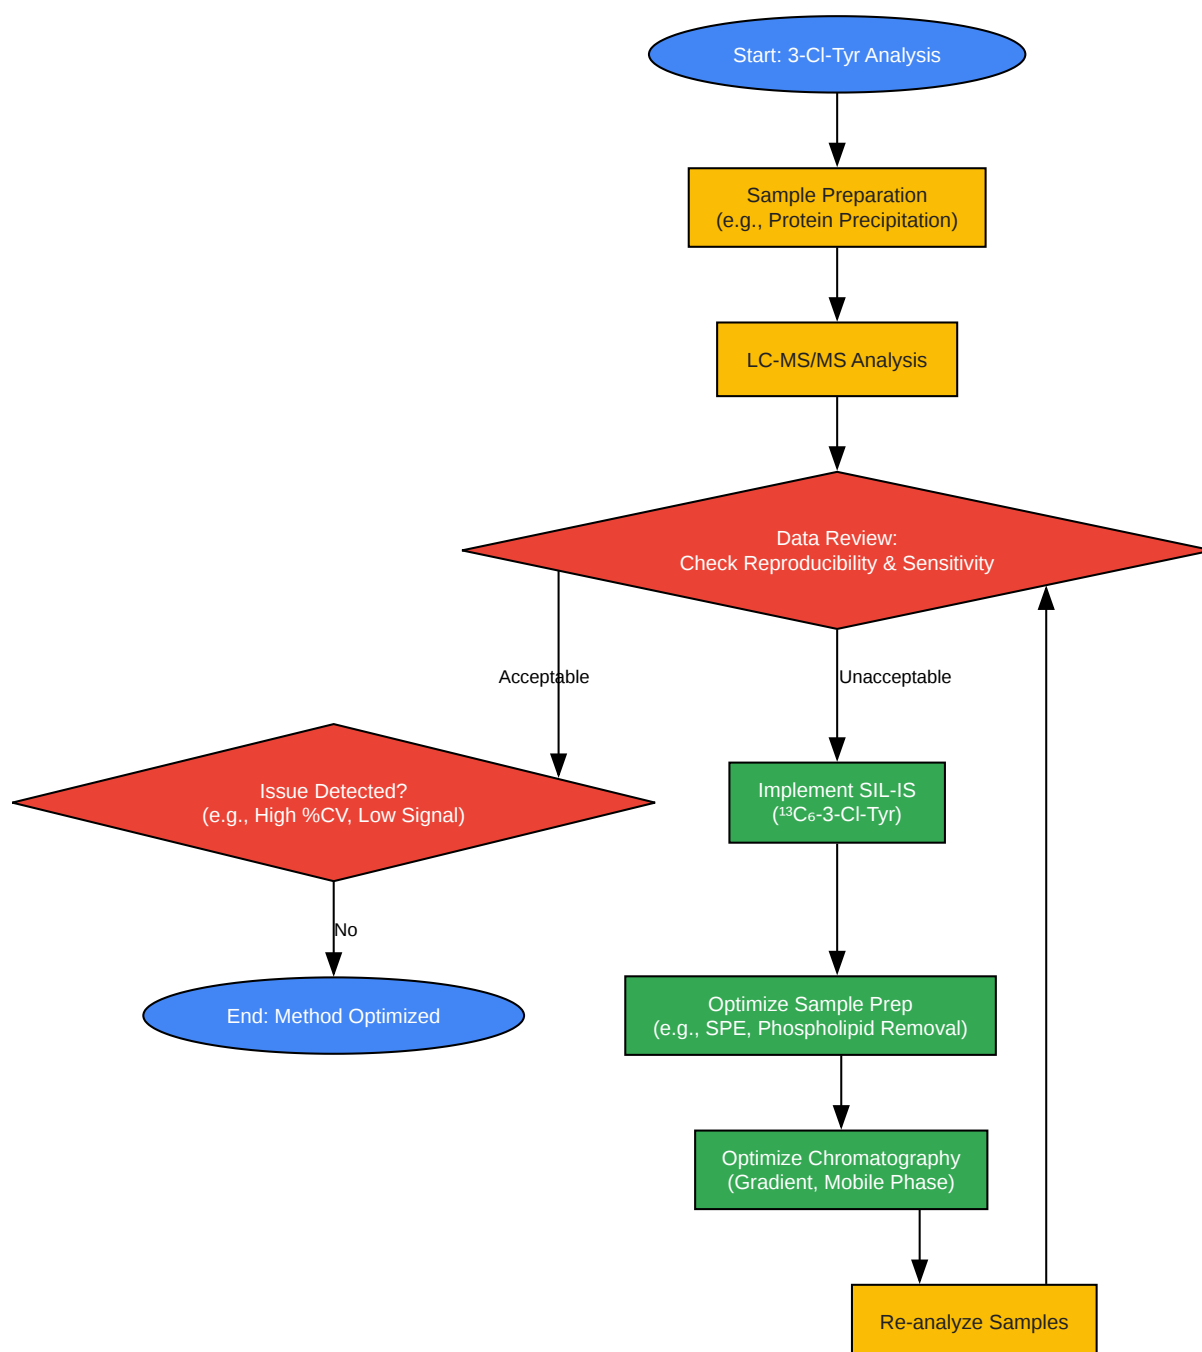 Start: 3-Cl-Tyr Analysis
Sample Preparation
(e.g., Protein Precipitation)
LC-MS/MS Analysis
Data Review:
Check Reproducibility & Sensitivity
Acceptable
Unacceptable
Issue Detected?
(e.g., High %CV, Low Signal)
Implement SIL-IS
(¹³C₆-3-Cl-Tyr)
No
End: Method Optimized
Optimize Sample Prep
(e.g., SPE, Phospholipid Removal)
Optimize Chromatography
(Gradient, Mobile Phase)
Re-analyze Samples